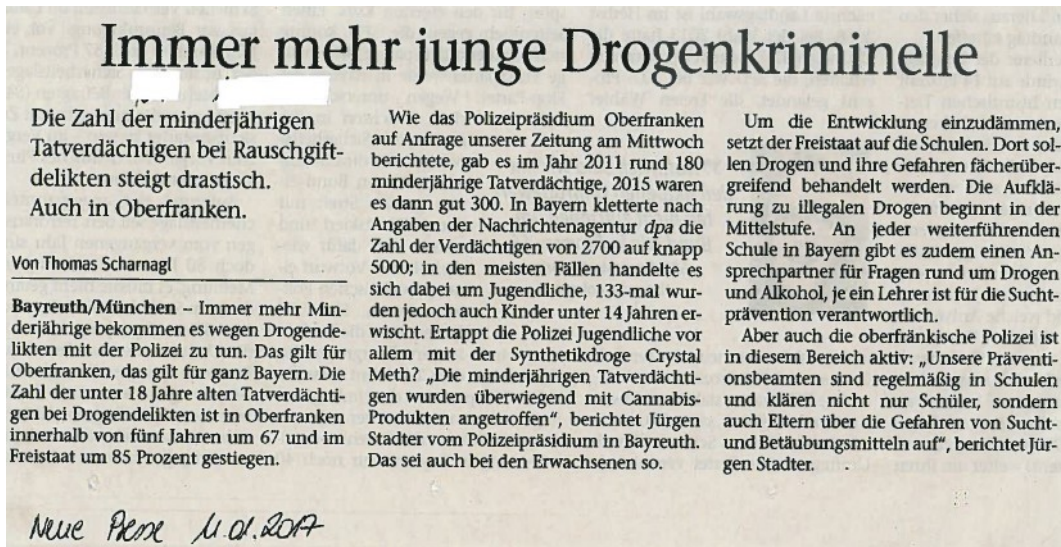 Immer mehr junge Drogenkriminelle
Die Zahl der minderjährigen
Tatverdächtigen bei Rauschgift-
delikten steigt drastisch.
Auch in Oberfranken.
Von Thomas Scharnagl
Bayreuth/München – Immer mehr Min-
derjährige bekommen es wegen Drogende-
likten mit der Polizei zu tun. Das gilt für
Oberfranken, das gilt für ganz Bayern. Die
Zahl der unter 18 Jahre alten Tatverdächti-
gen bei Drogendelikten ist in Oberfranken
innerhalb von fünf Jahren um 67 und im
Freistaat um 85 Prozent gestiegen.
Wie das Polizeipräsidium Oberfranken
auf Anfrage unserer Zeitung am Mittwoch
berichtete, gab es im Jahr 2011 rund 180
minderjährige Tatverdächtige, 2015 waren
es dann gut 300. In Bayern kletterte nach
Angaben der Nachrichtenagentur dpa die
Zahl der Verdächtigen von 2700 auf knapp
5000; in den meisten Fällen handelte es
sich dabei um Jugendliche, 133-mal wur-
den jedoch auch Kinder unter 14 Jahren er-
wischt. Ertappt die Polizei Jugendliche vor
allem mit der Synthetikdroge Crystal
Meth? „Die minderjährigen Tatverdächti-
gen wurden überwiegend mit Cannabis-
Produkten angetroffen“, berichtet Jürgen
Stadter vom Polizeipräsidium in Bayreuth.
Das sei auch bei den Erwachsenen so.
Um die Entwicklung einzudämmen,
setzt der Freistaat auf die Schulen. Dort sol-
len Drogen und ihre Gefahren fächerüber-
greifend behandelt werden. Die Aufklä-
rung zu illegalen Drogen beginnt in der
Mittelstufe. An jeder weiterführenden
Schule in Bayern gibt es zudem einen An-
sprechpartner für Fragen rund um Drogen
und Alkohol, je ein Lehrer ist für die Sucht-
prävention verantwortlich.
Aber auch die oberfränkische Polizei ist
in diesem Bereich aktiv: „Unsere Präventi-
onsbeamten sind regelmäßig in Schulen
und klären nicht nur Schüler, sondern
auch Eltern über die Gefahren von Sucht-
und Betäubungsmitteln auf“, berichtet Jür-
gen Stadter.
Neue Presse 11.01.2017